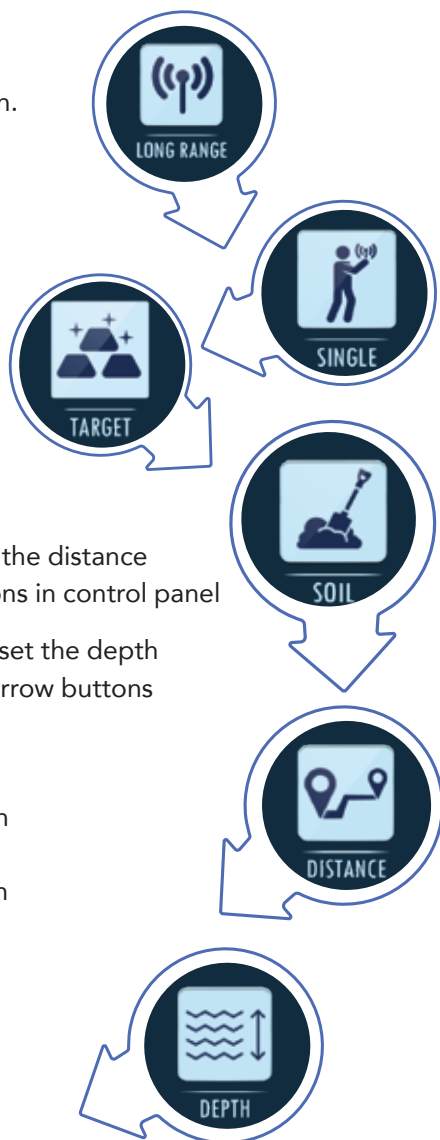 n.
LONG RANGE
SINGLE
TARGET
the distance
ons in control panel
SOIL
set the depth
rrow buttons
n
DISTANCE
n
DEPTH